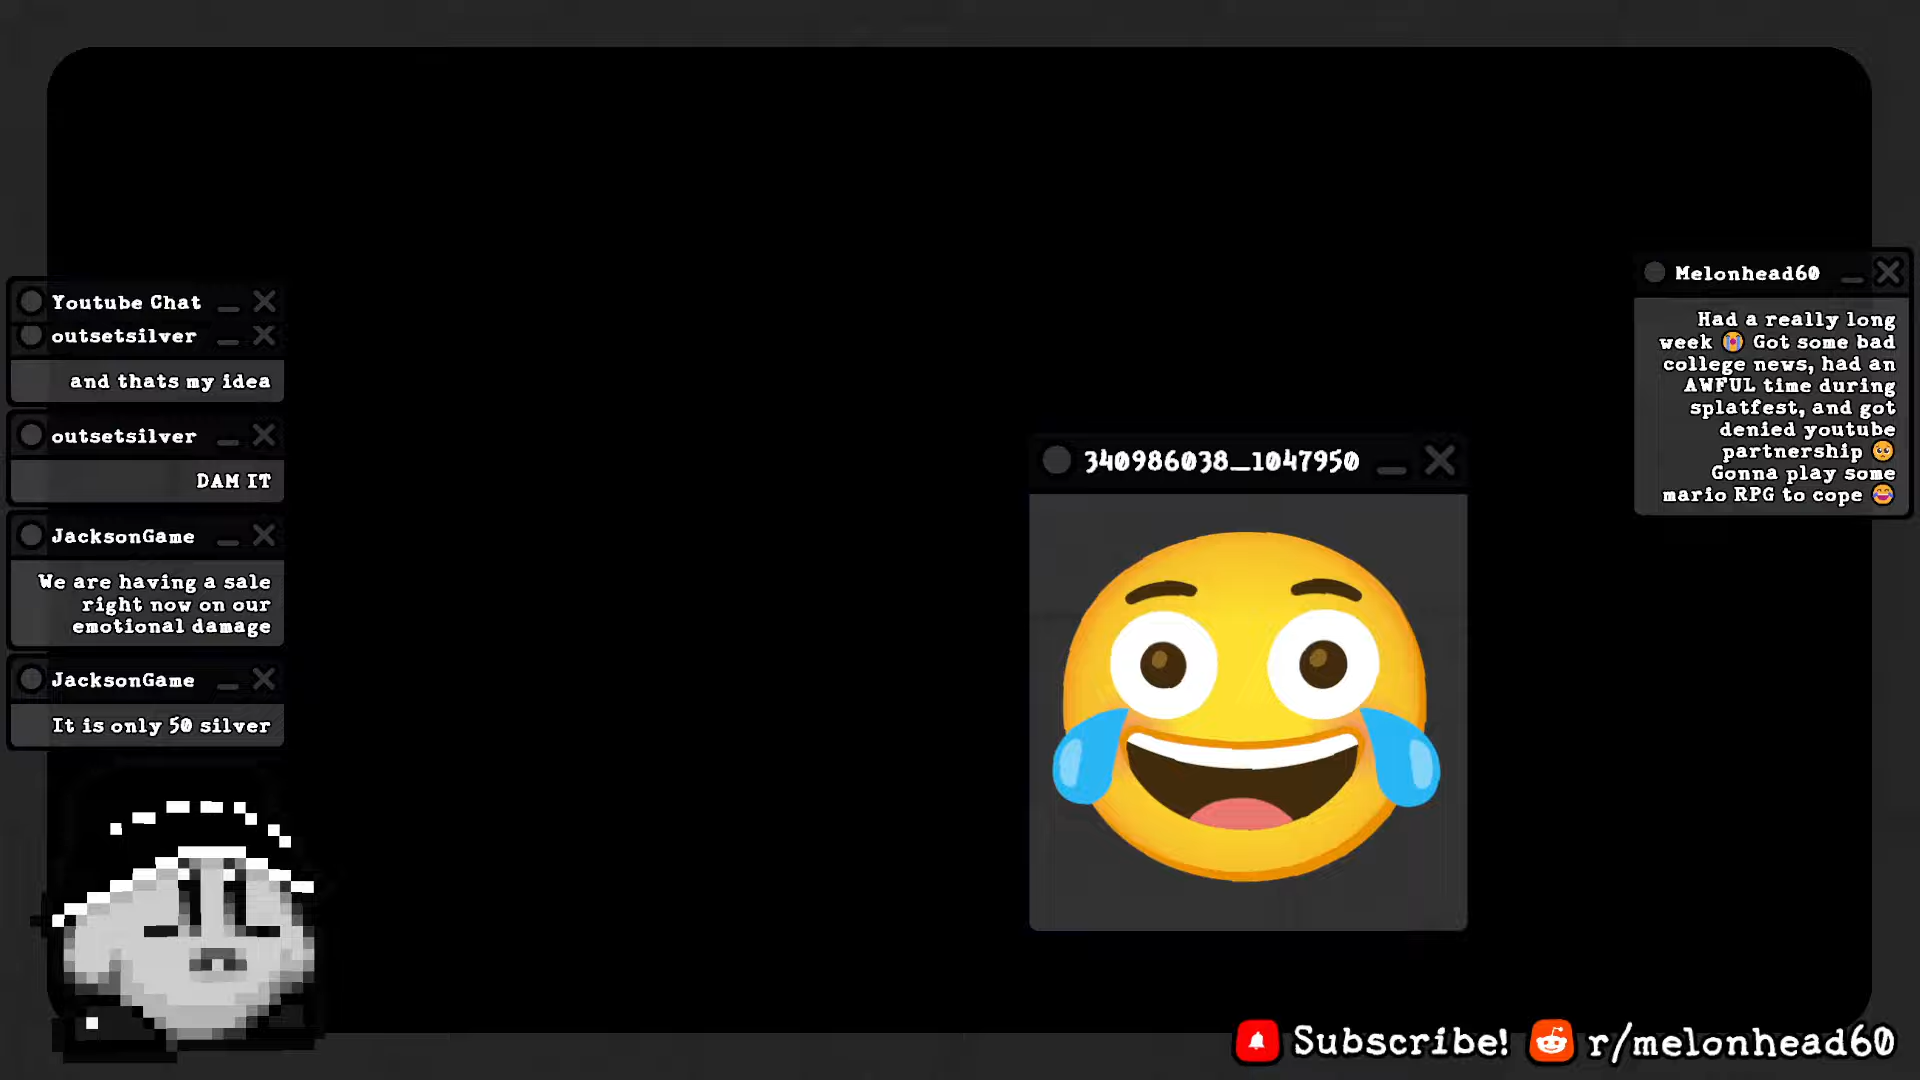 Youtube Chat
outsetsilver
and thats my idea
outsetsilver
DAM IT
JacksonGame
We are having a sale
right now on our
emotional damage
JacksonGame
It is only 50 silver
340986038_1047950
Melonhead60
Had a really long
week 😭 Got some bad
college news, had an
AWFUL time during
splatfest, and got
denied youtube
partnership 🥺
Gonna play some
mario RPG to cope 😂
Subscribe! r/melonhead60